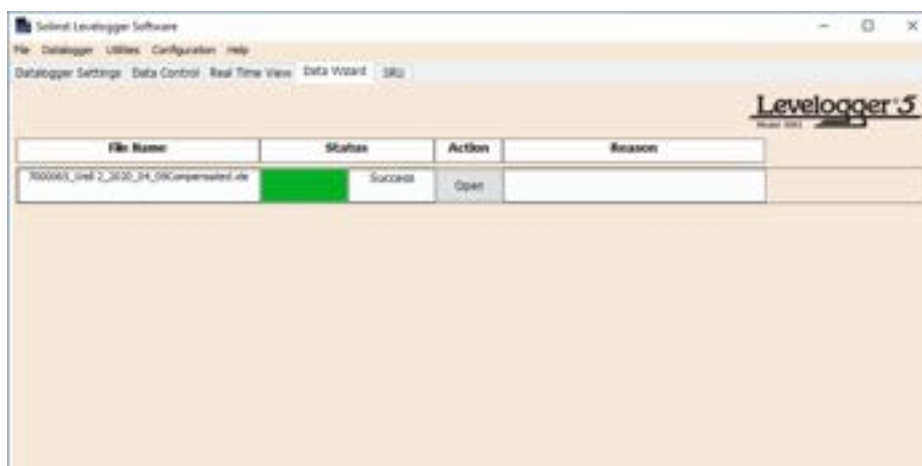 Solinst Levelogger Software
File Datalogger Utilities Configuration Help
Datalogger Settings Data Control Real Time View Data Wizard SRU
Levelogger 5
File Name Status Action Reason
Success
Open